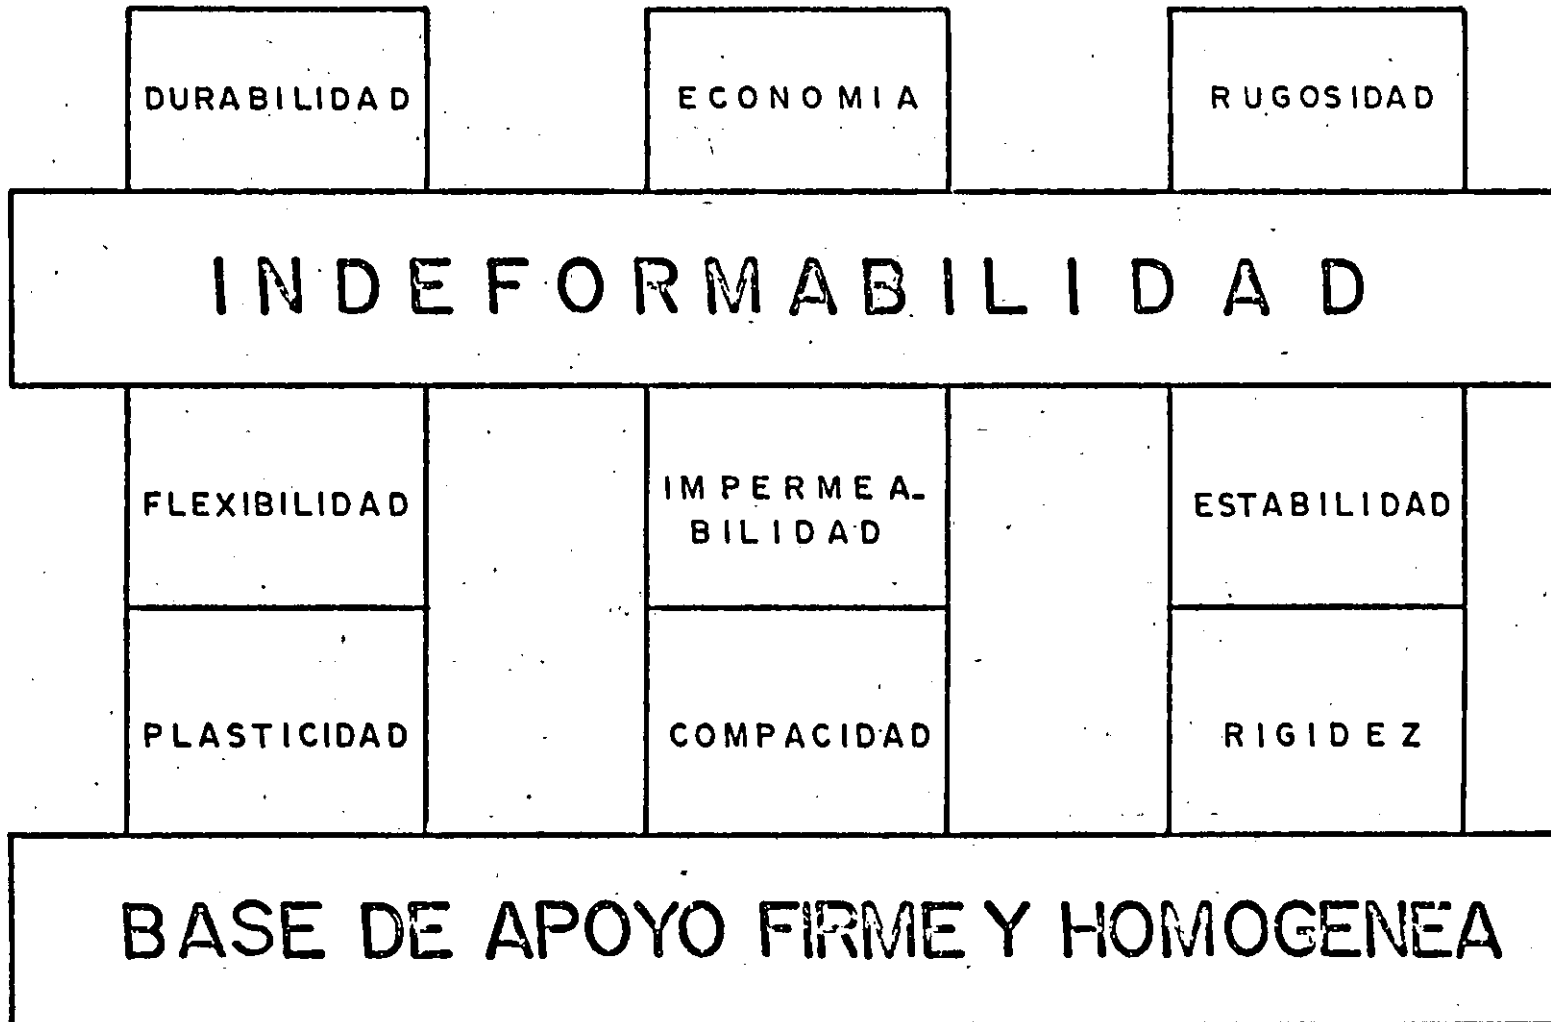 DURABILIDAD
ECONOMIA
RUGOSIDAD
INDEFORMABILIDAD
FLEXIBILIDAD
IMPERMEA-
BILIDAD
ESTABILIDAD
PLASTICIDAD
COMPACIDAD
RIGIDEZ
BASE DE APOYO FIRME Y HOMOGENEA